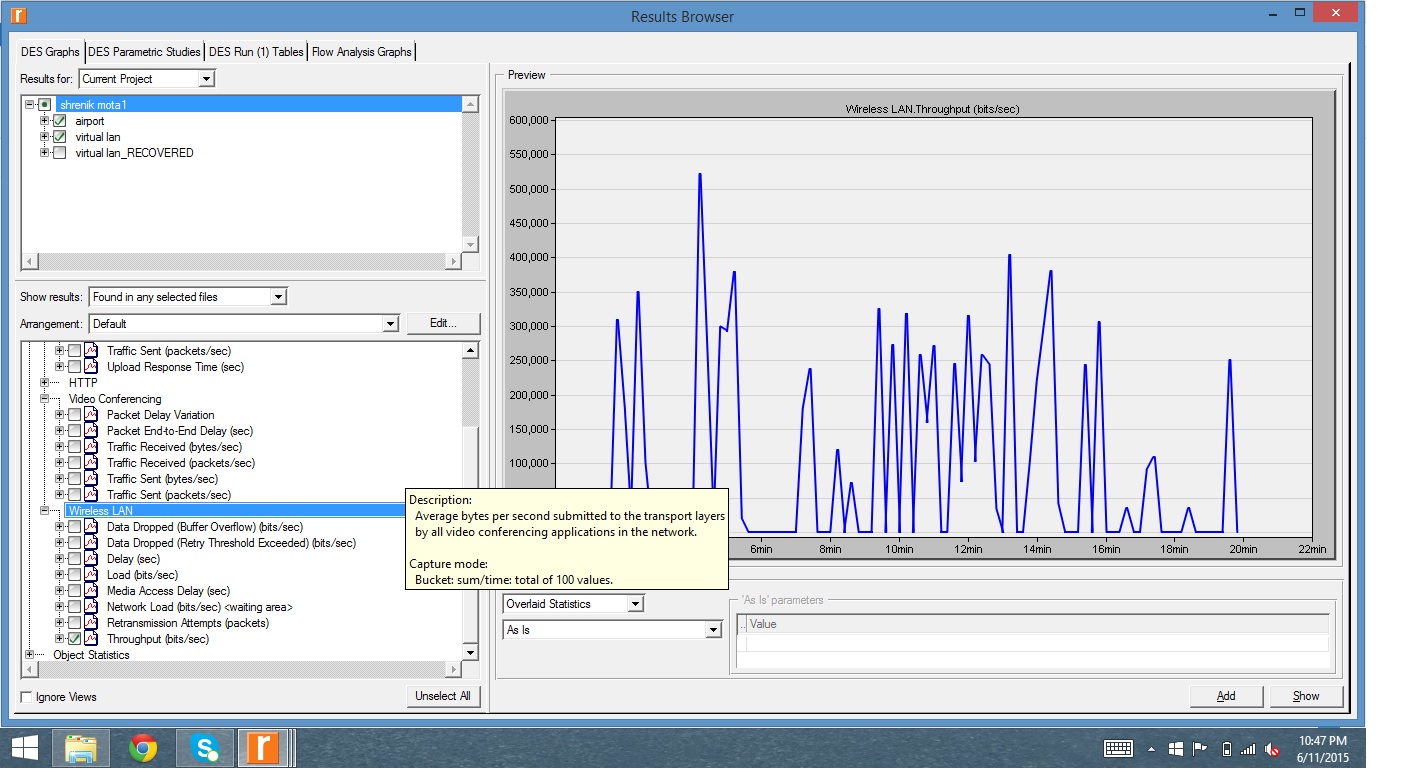 Results Browser
DES Graphs DES Parametric Studies DES Run (1) Tables Flow Analysis Graphs
Results for: Current Project
shrenik mota1
airport
virtual lan
virtual lan_RECOVERED
Show results: Found in any selected files
Arrangement: Default Edit...
Traffic Sent (packets/sec)
Upload Response Time (sec)
HTTP
Video Conferencing
Packet Delay Variation
Packet End-to-End Delay (sec)
Traffic Received (bytes/sec)
Traffic Received (packets/sec)
Traffic Sent (bytes/sec)
Traffic Sent (packets/sec)
Wireless LAN
Data Dropped (Buffer Overflow) (bits/sec)
Data Dropped (Retry Threshold Exceeded) (bits/sec)
Delay (sec)
Load (bits/sec)
Media Access Delay (sec)
Network Load (bits/sec) <waiting area>
Retransmission Attempts (packets)
Throughput (bits/sec)
Object Statistics
Ignore Views Unselect All
Description:
Average bytes per second submitted to the transport layers
by all video conferencing applications in the network.
Capture mode:
Bucket: sum/time: total of 100 values.
Preview
Wireless LAN.Throughput (bits/sec)
600,000
550,000
500,000
450,000
400,000
350,000
300,000
250,000
200,000
150,000
100,000
6min 8min 10min 12min 14min 16min 18min 20min 22min
Overlaid Statistics
As Is
'As Is' parameters
.. Value
Add Show
10:47 PM
6/11/2015